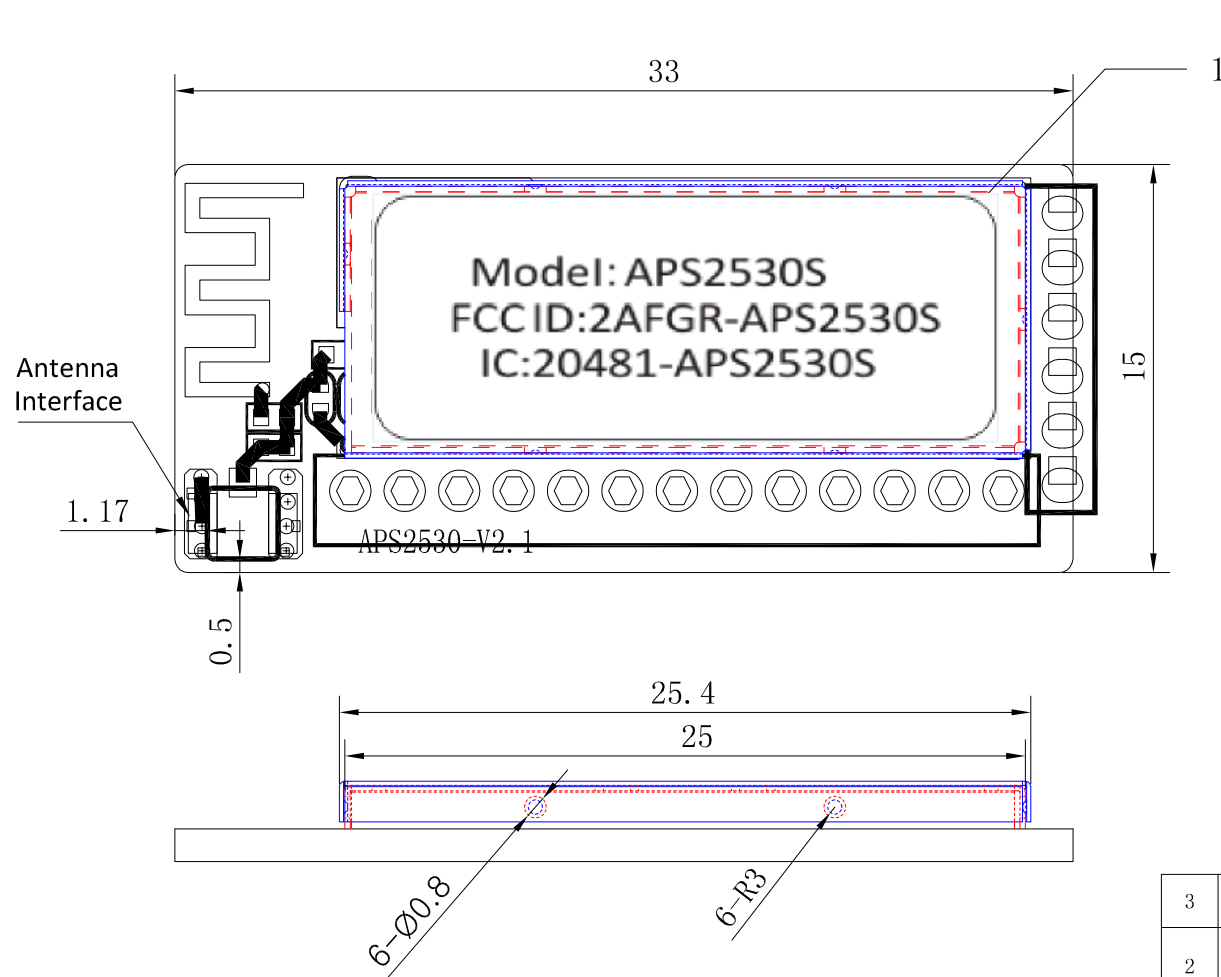 33
1
Model: APS2530S
FCC ID:2AFGR-APS2530S
IC:20481-APS2530S
15
Antenna
Interface
1.17
APS2530-V2.1
0.5
25.4
25
6-Ø0.8
6-R3
3
2